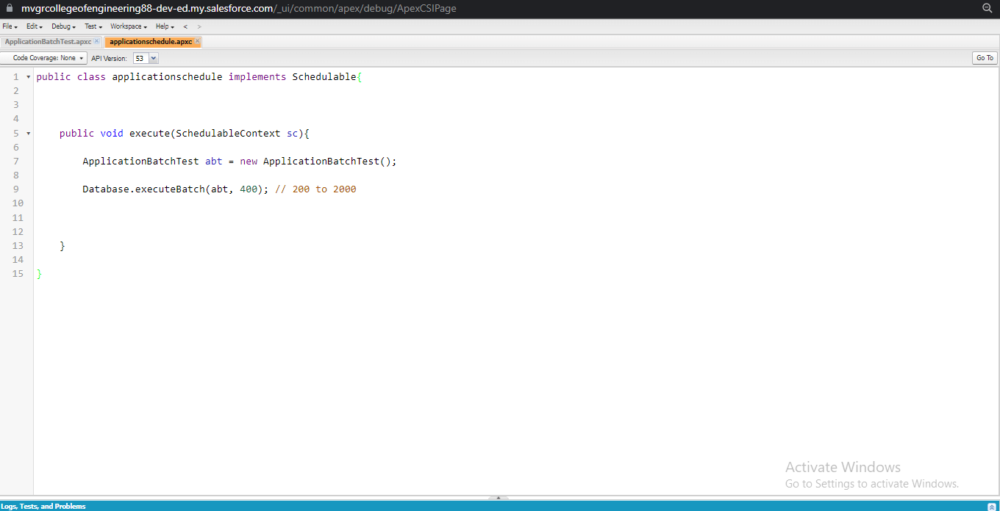 mvgrcollegeofengineering88-dev-ed.my.salesforce.com/_ui/common/apex/debug/ApexCSIPage
File Edit Debug Test Workspace Help < >
ApplicationBatchTest.apxc applicationschedule.apxc
Code Coverage: None API Version: 53 Go To
1 public class applicationschedule implements Schedulable{
2
3
4
5 public void execute(SchedulableContext sc){
6
7 ApplicationBatchTest abt = new ApplicationBatchTest();
8
9 Database.executeBatch(abt, 400); // 200 to 2000
10
11
12
13 }
14
15 }
Activate Windows
Go to Settings to activate Windows.
Logs, Tests, and Problems